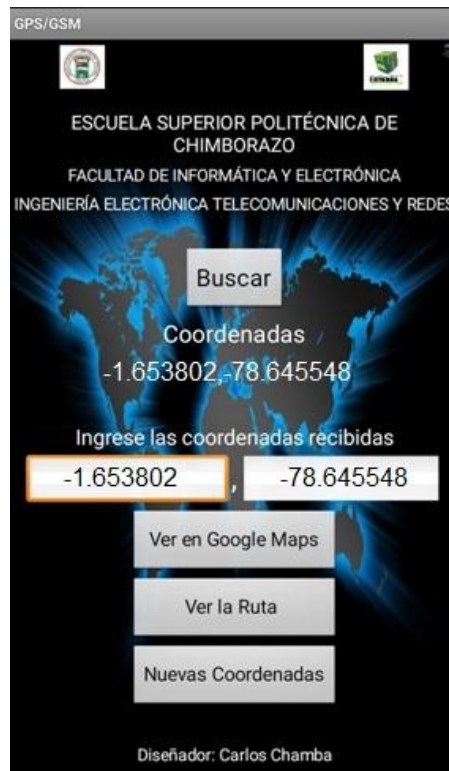 GPS/GSM
ESCUELA SUPERIOR POLITÉCNICA DE
CHIMBORAZO
FACULTAD DE INFORMÁTICA Y ELECTRÓNICA
INGENIERÍA ELECTRÓNICA TELECOMUNICACIONES Y REDES
Buscar
Coordenadas
-1.653802,-78.645548
Ingrese las coordenadas recibidas
-1.653802 , -78.645548
Ver en Google Maps
Ver la Ruta
Nuevas Coordenadas
Diseñador: Carlos Chamba